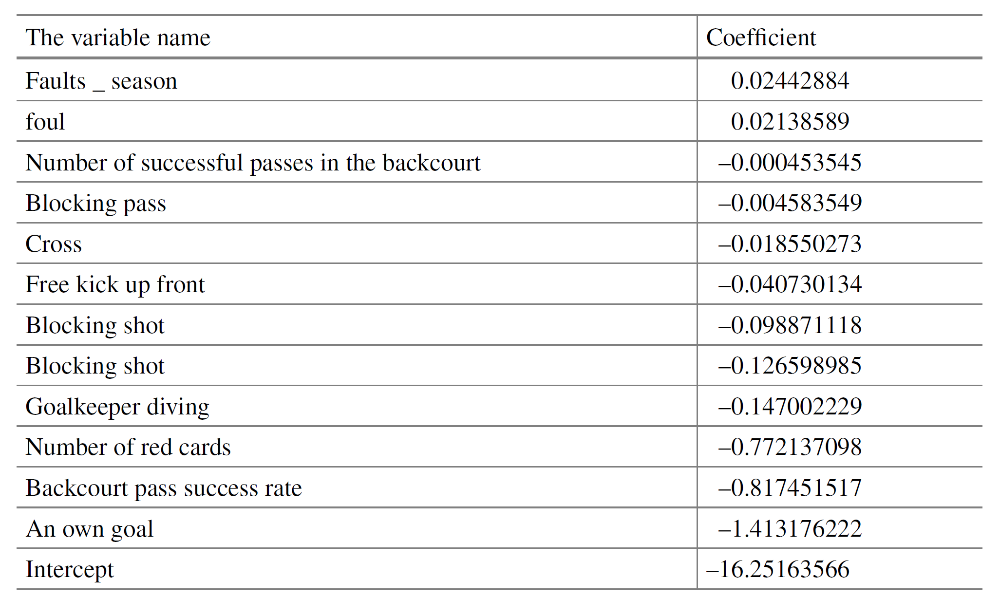 The variable name Coefficient
Faults _ season 0.02442884
foul 0.02138589
Number of successful passes in the backcourt –0.000453545
Blocking pass –0.004583549
Cross –0.018550273
Free kick up front –0.040730134
Blocking shot –0.098871118
Blocking shot –0.126598985
Goalkeeper diving –0.147002229
Number of red cards –0.772137098
Backcourt pass success rate –0.817451517
An own goal –1.413176222
Intercept –16.25163566